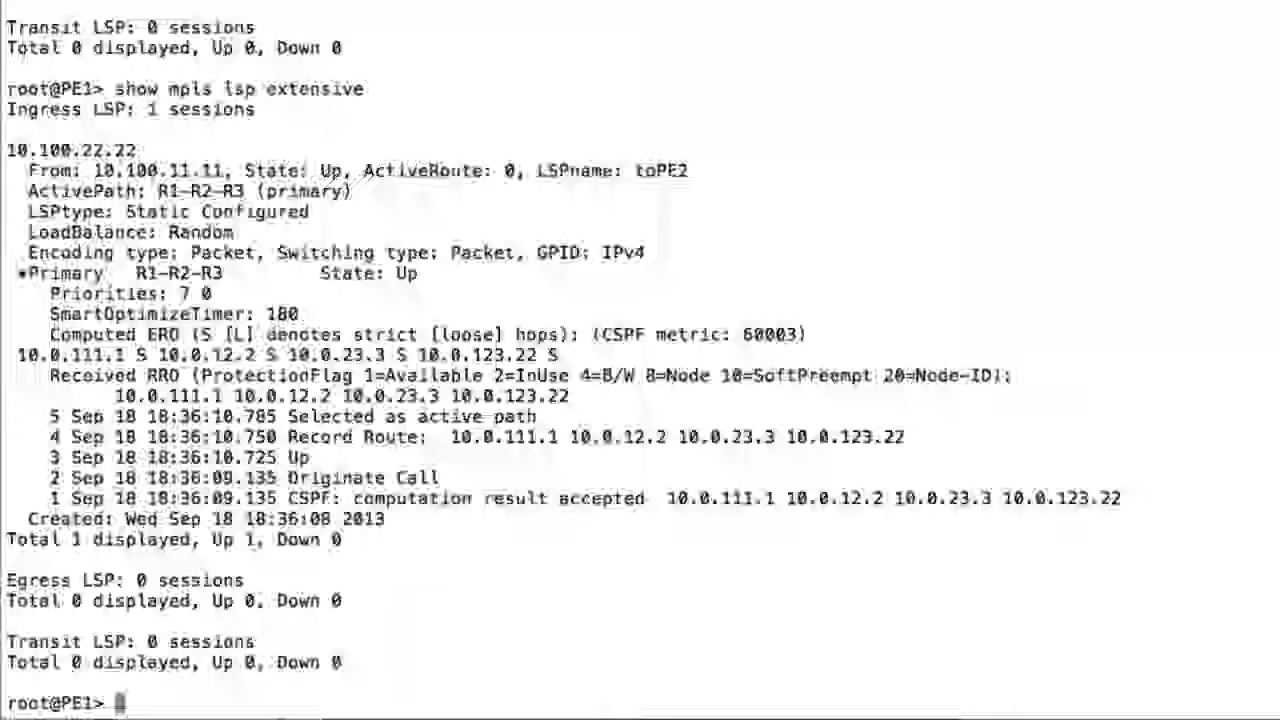 Transit LSP: 0 sessions
Total 0 displayed, Up 0, Down 0
root@PE1> show mpls lsp extensive
Ingress LSP: 1 sessions
10.100.22.22
From: 10.100.11.11, State: Up, ActiveRoute: 0, LSPname: toPE2
ActivePath: R1-R2-R3 (primary)
LSPtype: Static Configured
LoadBalance: Random
Encoding type: Packet, Switching type: Packet, GPID: IPv4
*Primary R1-R2-R3 State: Up
Priorities: 7 0
SmartOptimizeTimer: 180
Computed ERO (S [L] denotes strict [loose] hops): (CSPF metric: 60003)
10.0.111.1 S 10.0.12.2 S 10.0.23.3 S 10.0.123.22 S
Received RRO (ProtectionFlag 1=Available 2=InUse 4=B/W 8=Node 10=SoftPreempt 20=Node-ID):
10.0.111.1 10.0.12.2 10.0.23.3 10.0.123.22
5 Sep 18 18:36:10.785 Selected as active path
4 Sep 18 18:36:10.750 Record Route: 10.0.111.1 10.0.12.2 10.0.23.3 10.0.123.22
3 Sep 18 18:36:10.725 Up
2 Sep 18 18:36:09.135 Originate Call
1 Sep 18 18:36:09.135 CSPF: computation result accepted 10.0.111.1 10.0.12.2 10.0.23.3 10.0.123.22
Created: Wed Sep 18 18:36:08 2013
Total 1 displayed, Up 1, Down 0
Egress LSP: 0 sessions
Total 0 displayed, Up 0, Down 0
Transit LSP: 0 sessions
Total 0 displayed, Up 0, Down 0
root@PE1>